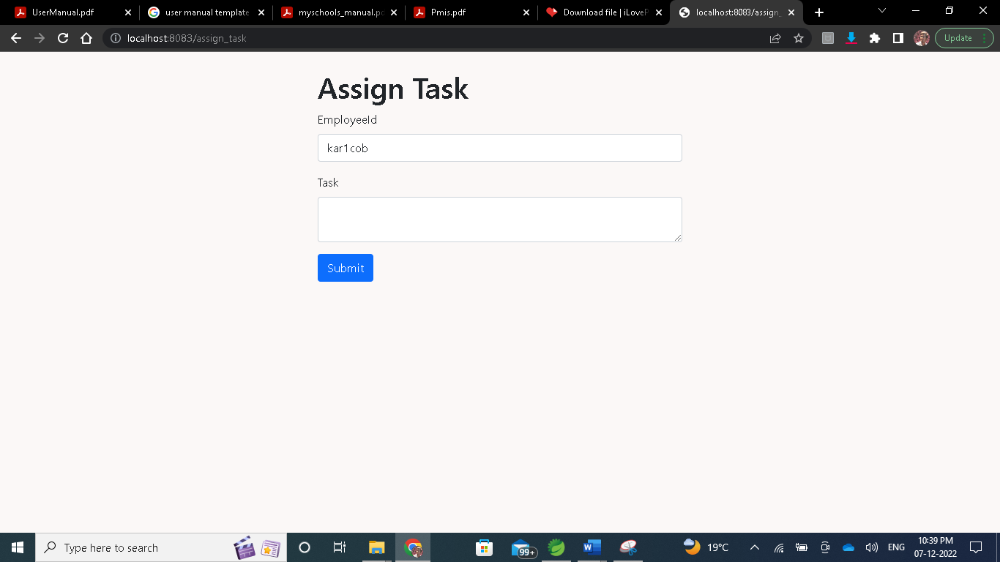 UserManual.pdf
user manual template
myschools_manual.pd
Pmis.pdf
Download file | iLoveP
localhost:8083/assign_
localhost:8083/assign_task
Update
Assign Task
EmployeeId
kar1cob
Task
Submit
Type here to search
99+
19°C
ENG
10:39 PM
07-12-2022